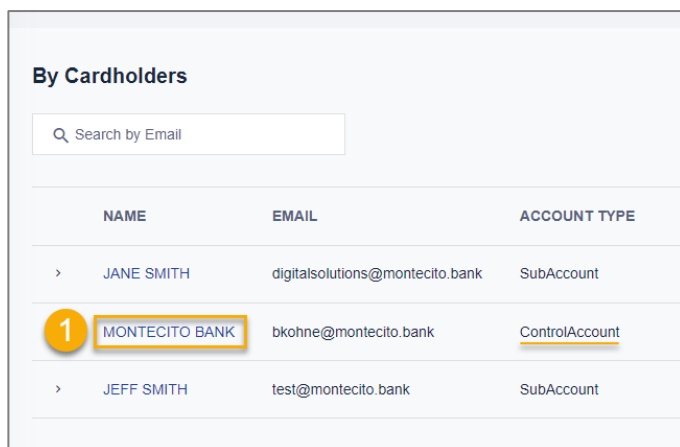 By Cardholders
Search by Email
NAME EMAIL ACCOUNT TYPE
JANE SMITH digitalsolutions@montecito.bank SubAccount
1 MONTECITO BANK bkohne@montecito.bank ControlAccount
JEFF SMITH test@montecito.bank SubAccount